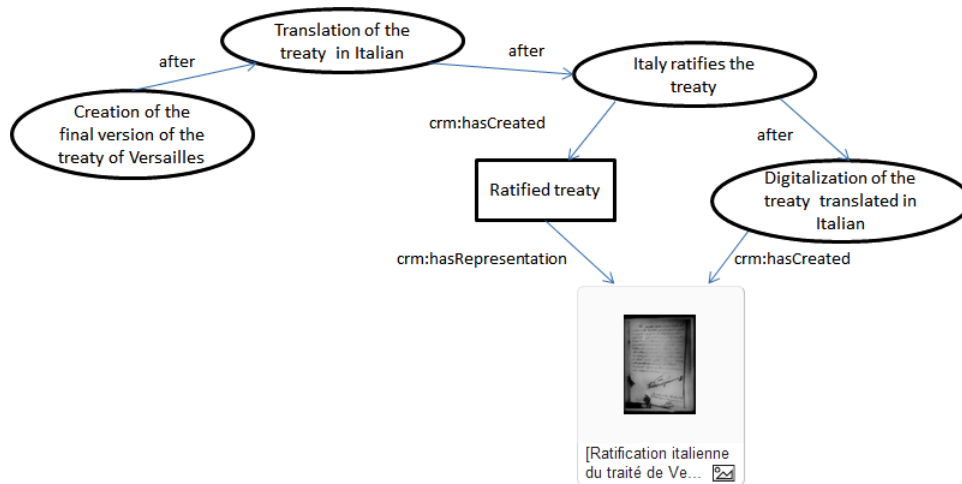 Translation of the
treaty in Italian
after
after
Italy ratifies the
treaty
Creation of the
final version of the
treaty of Versailles
crm:hasCreated
after
Ratified treaty
Digitalization of the
treaty translated in
Italian
crm:hasRepresentation
crm:hasCreated
[Ratification italienne
du traité de Ve...